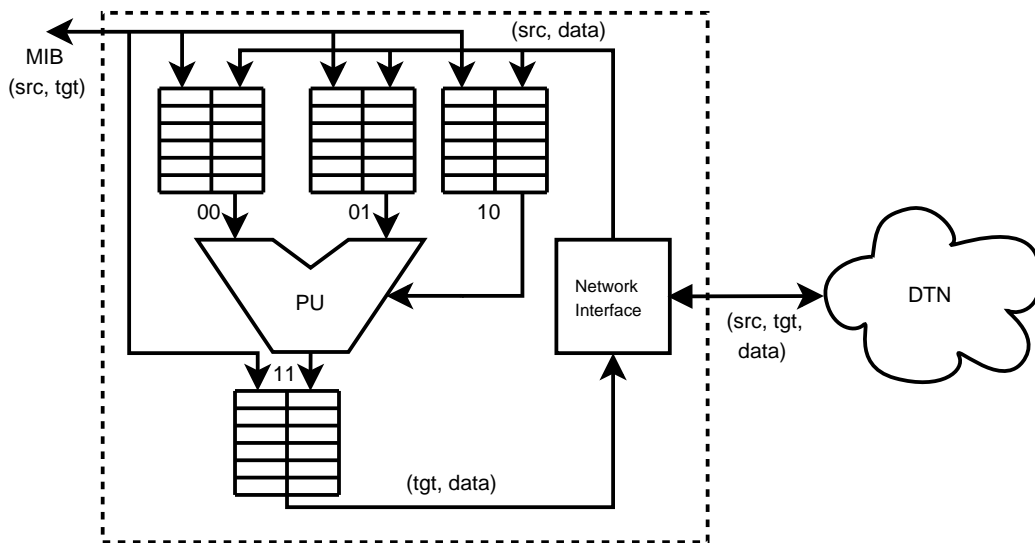 (src, data)
MIB
(src, tgt)
00
01
10
PU
Network
Interface
DTN
(src, tgt,
data)
11
(tgt, data)